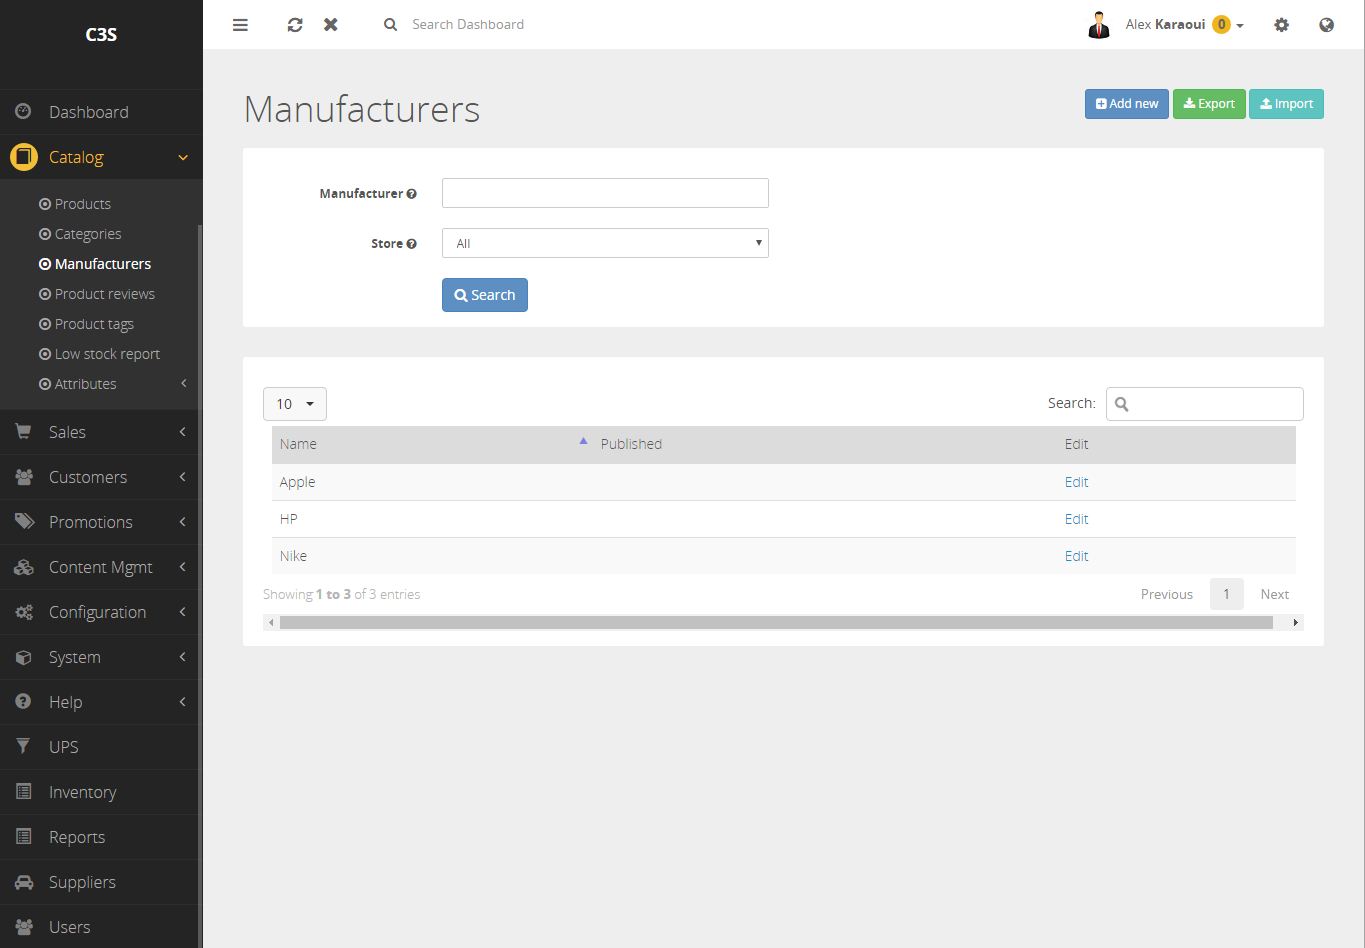 C3S
Search Dashboard
Alex Karaoui 0
Dashboard
Catalog
Products
Categories
Manufacturers
Product reviews
Product tags
Low stock report
Attributes
Sales
Customers
Promotions
Content Mgmt
Configuration
System
Help
UPS
Inventory
Reports
Suppliers
Users
Manufacturers
Add new Export Import
Manufacturer
Store All
Search
10 Search:
Name Published Edit
Apple Edit
HP Edit
Nike Edit
Showing 1 to 3 of 3 entries Previous 1 Next